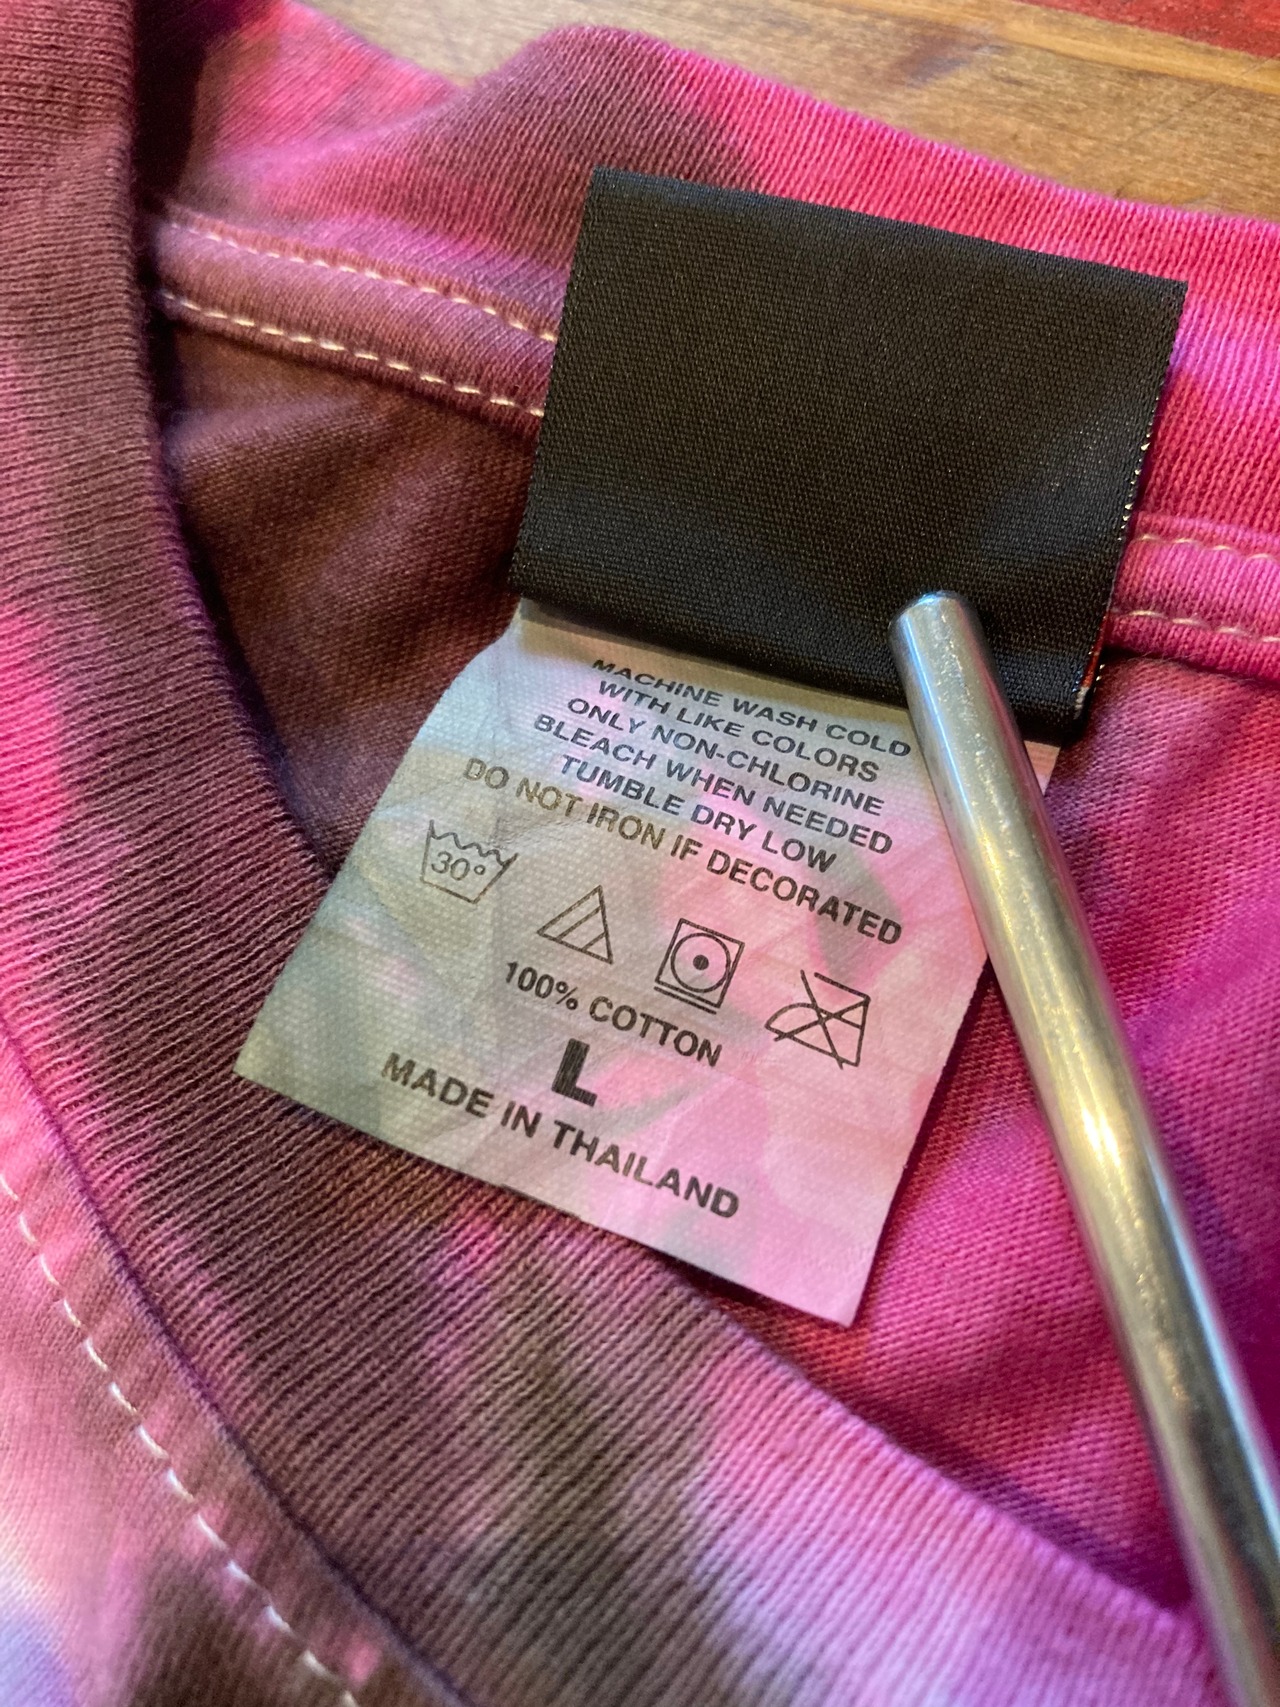 MACHINE WASH COLD
WITH LIKE COLORS
ONLY NON-CHLORINE
BLEACH WHEN NEEDED
TUMBLE DRY LOW
DO NOT IRON IF DECORATED
30°
100% COTTON
L
MADE IN THAILAND